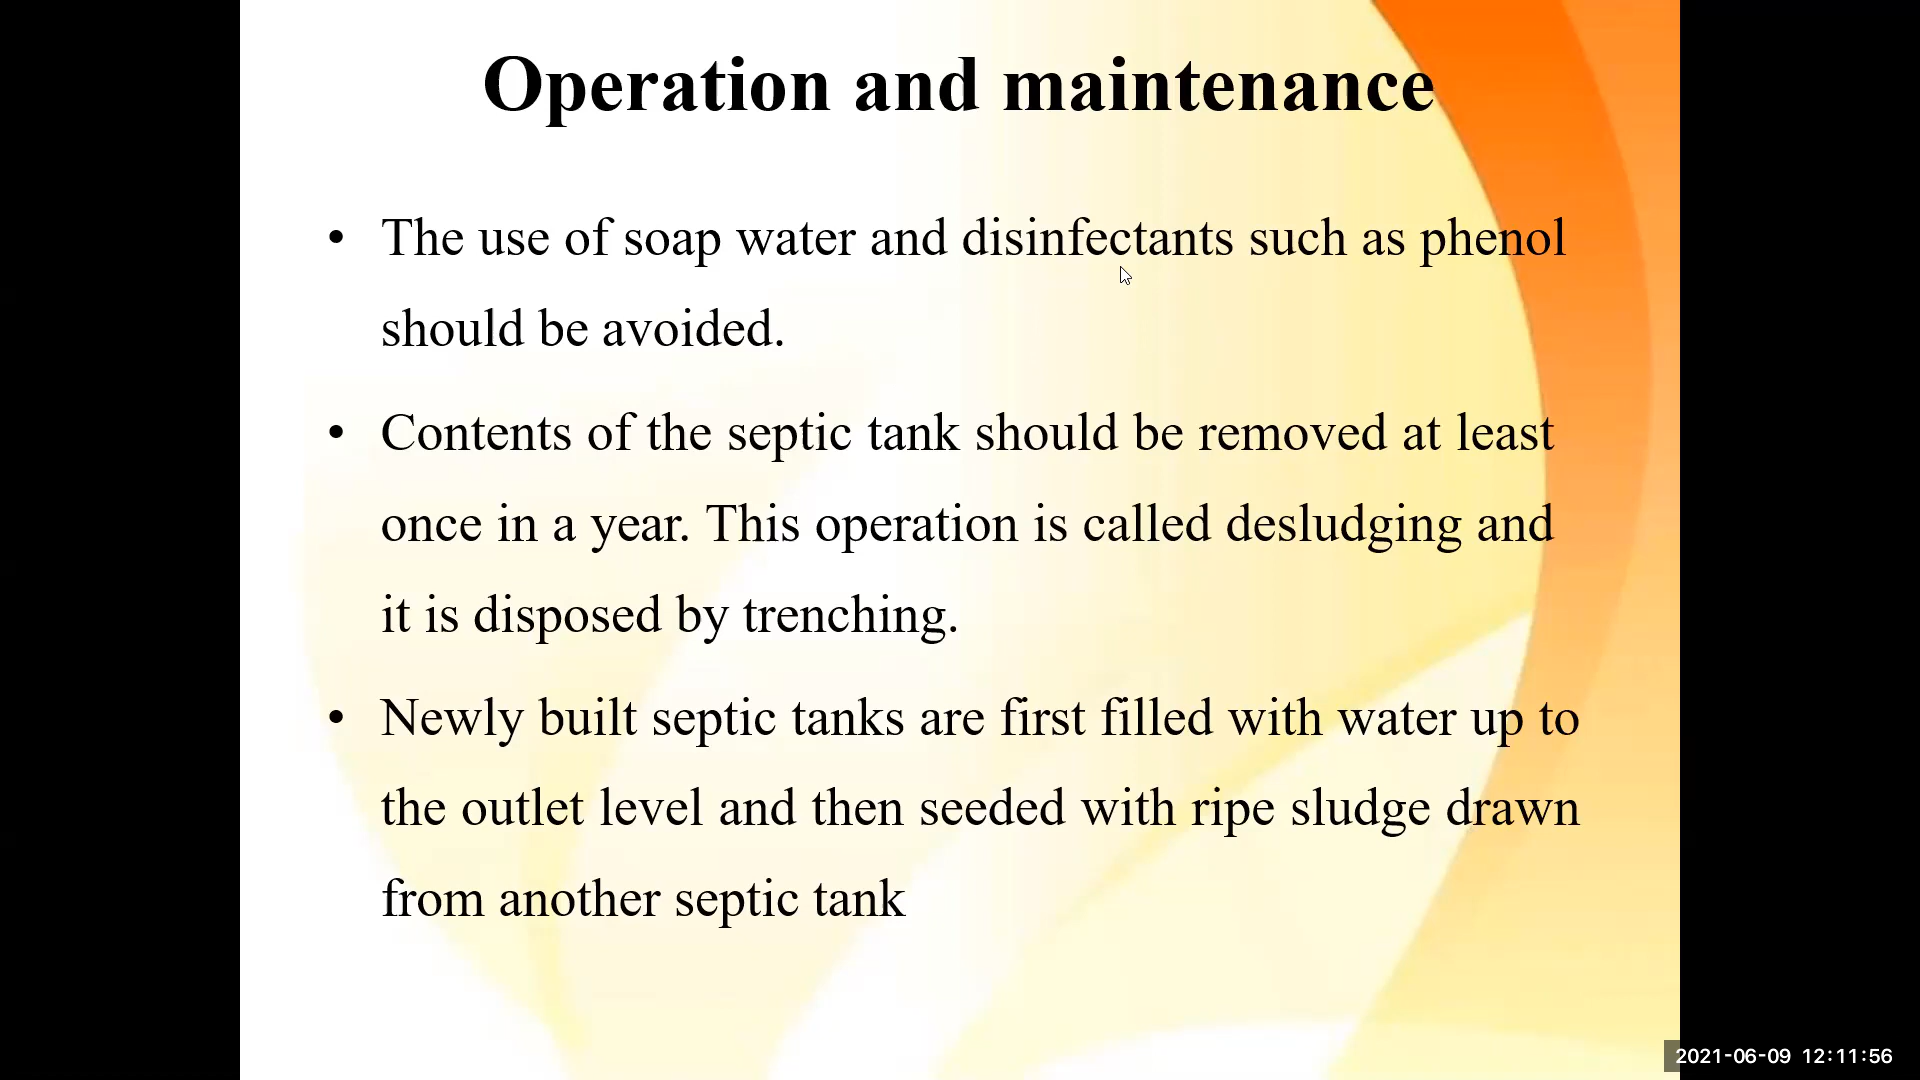 Operation and maintenance
• The use of soap water and disinfectants such as phenol
should be avoided.
• Contents of the septic tank should be removed at least
once in a year. This operation is called desludging and
it is disposed by trenching.
• Newly built septic tanks are first filled with water up to
the outlet level and then seeded with ripe sludge drawn
from another septic tank
2021-06-09 12:11:56